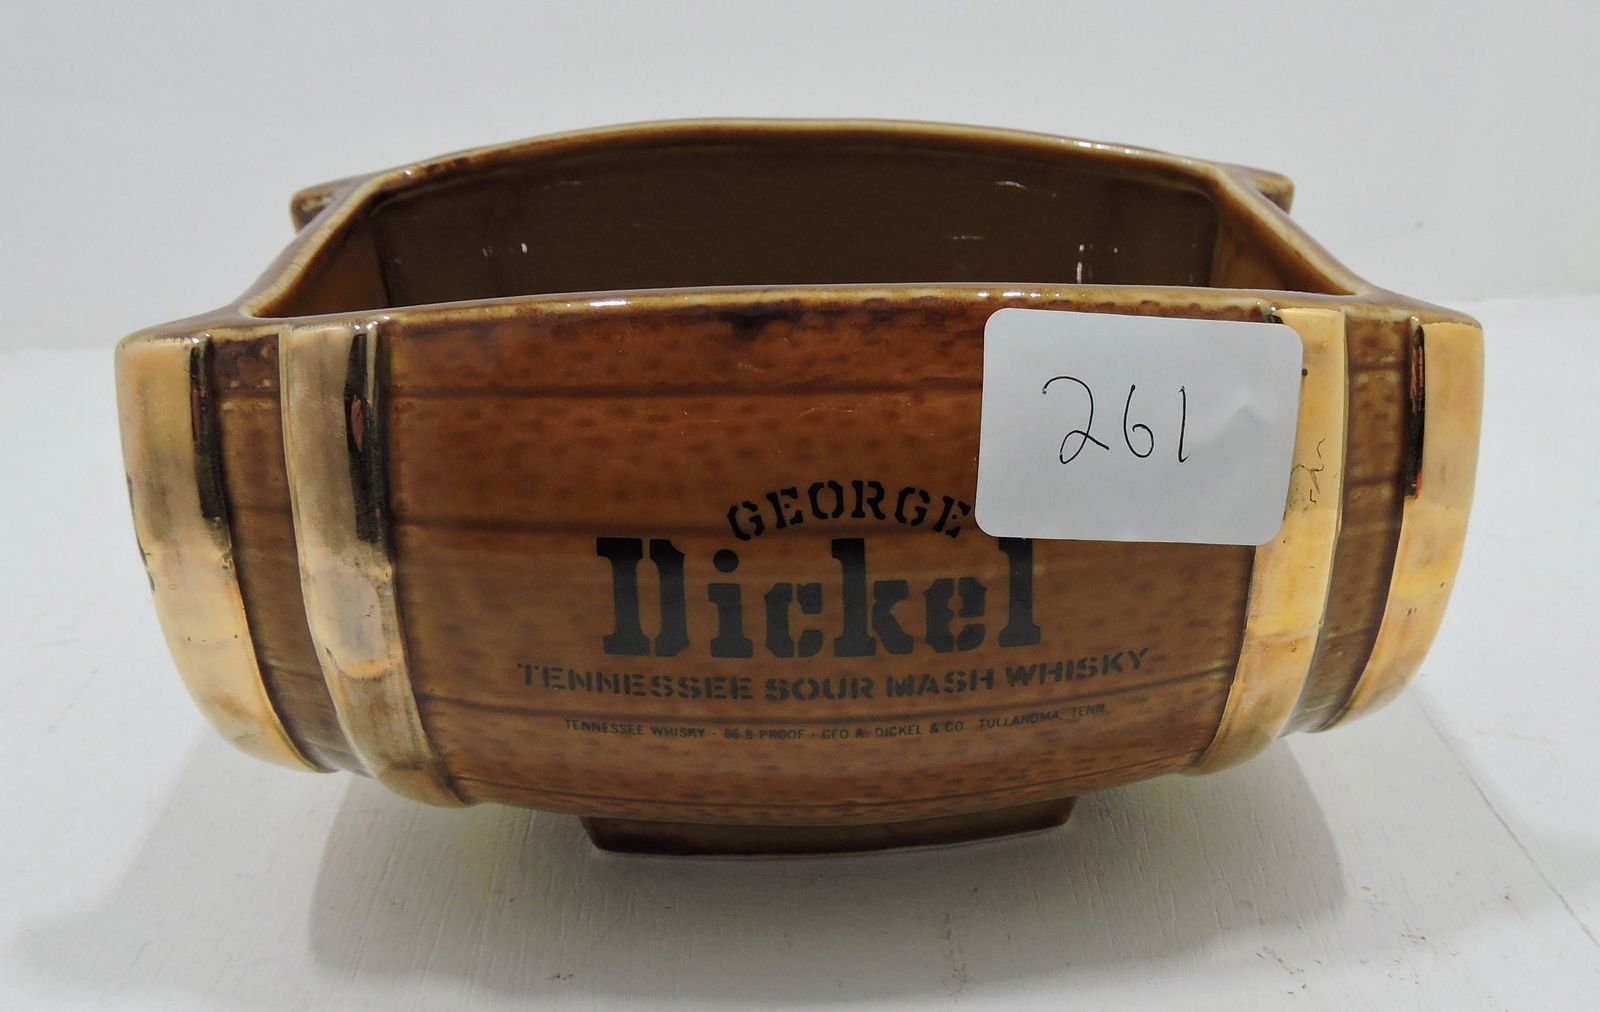 261
GEORGE
Dickel
TENNESSEE SOUR MASH WHISKY
TENNESSEE WHISKY · 86.8 PROOF · GEO A. DICKEL & CO. TULLAHOMA, TENN.